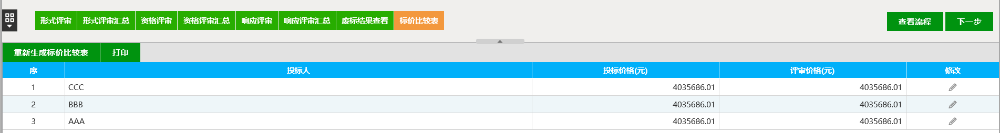 形式评审 形式评审汇总 资格评审 资格评审汇总 响应评审 响应评审汇总 废标结果查看 标价比较表 查看流程 下一步
重新生成标价比较表 打印
序 投标人 投标价格(元) 评审价格(元) 修改
1 CCC 4035686.01 4035686.01
2 BBB 4035686.01 4035686.01
3 AAA 4035686.01 4035686.01